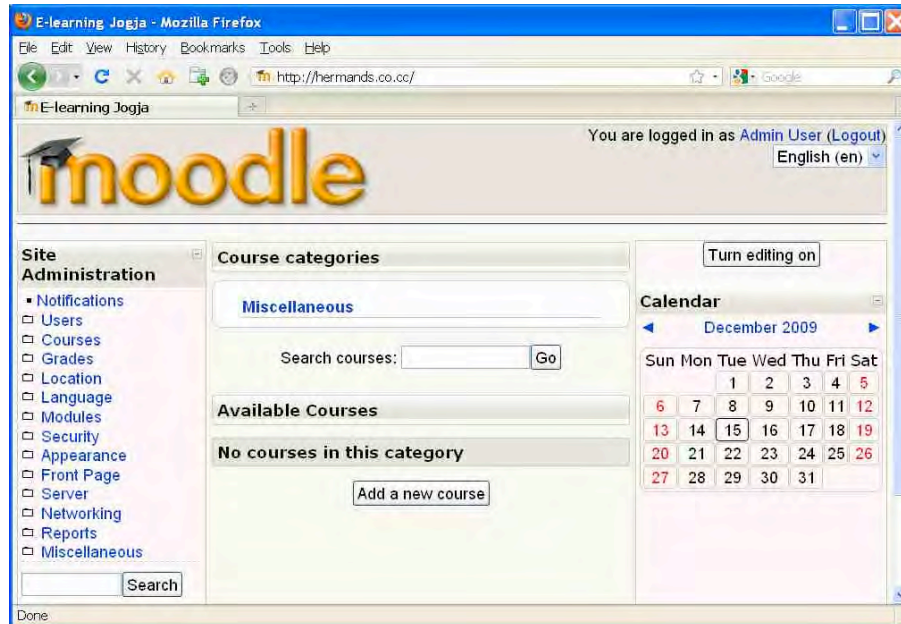 E-learning Jogja - Mozilla Firefox
File Edit View History Bookmarks Tools Help
http://hermands.co.cc/
Google
E-learning Jogja
moodle
You are logged in as Admin User (Logout)
English (en)
Site
Administration
Notifications
Users
Courses
Grades
Location
Language
Modules
Security
Appearance
Front Page
Server
Networking
Reports
Miscellaneous
Search
Course categories
Miscellaneous
Search courses: Go
Available Courses
No courses in this category
Add a new course
Turn editing on
Calendar
◄ December 2009 ►
Sun Mon Tue Wed Thu Fri Sat
1 2 3 4 5
6 7 8 9 10 11 12
13 14 15 16 17 18 19
20 21 22 23 24 25 26
27 28 29 30 31
Done